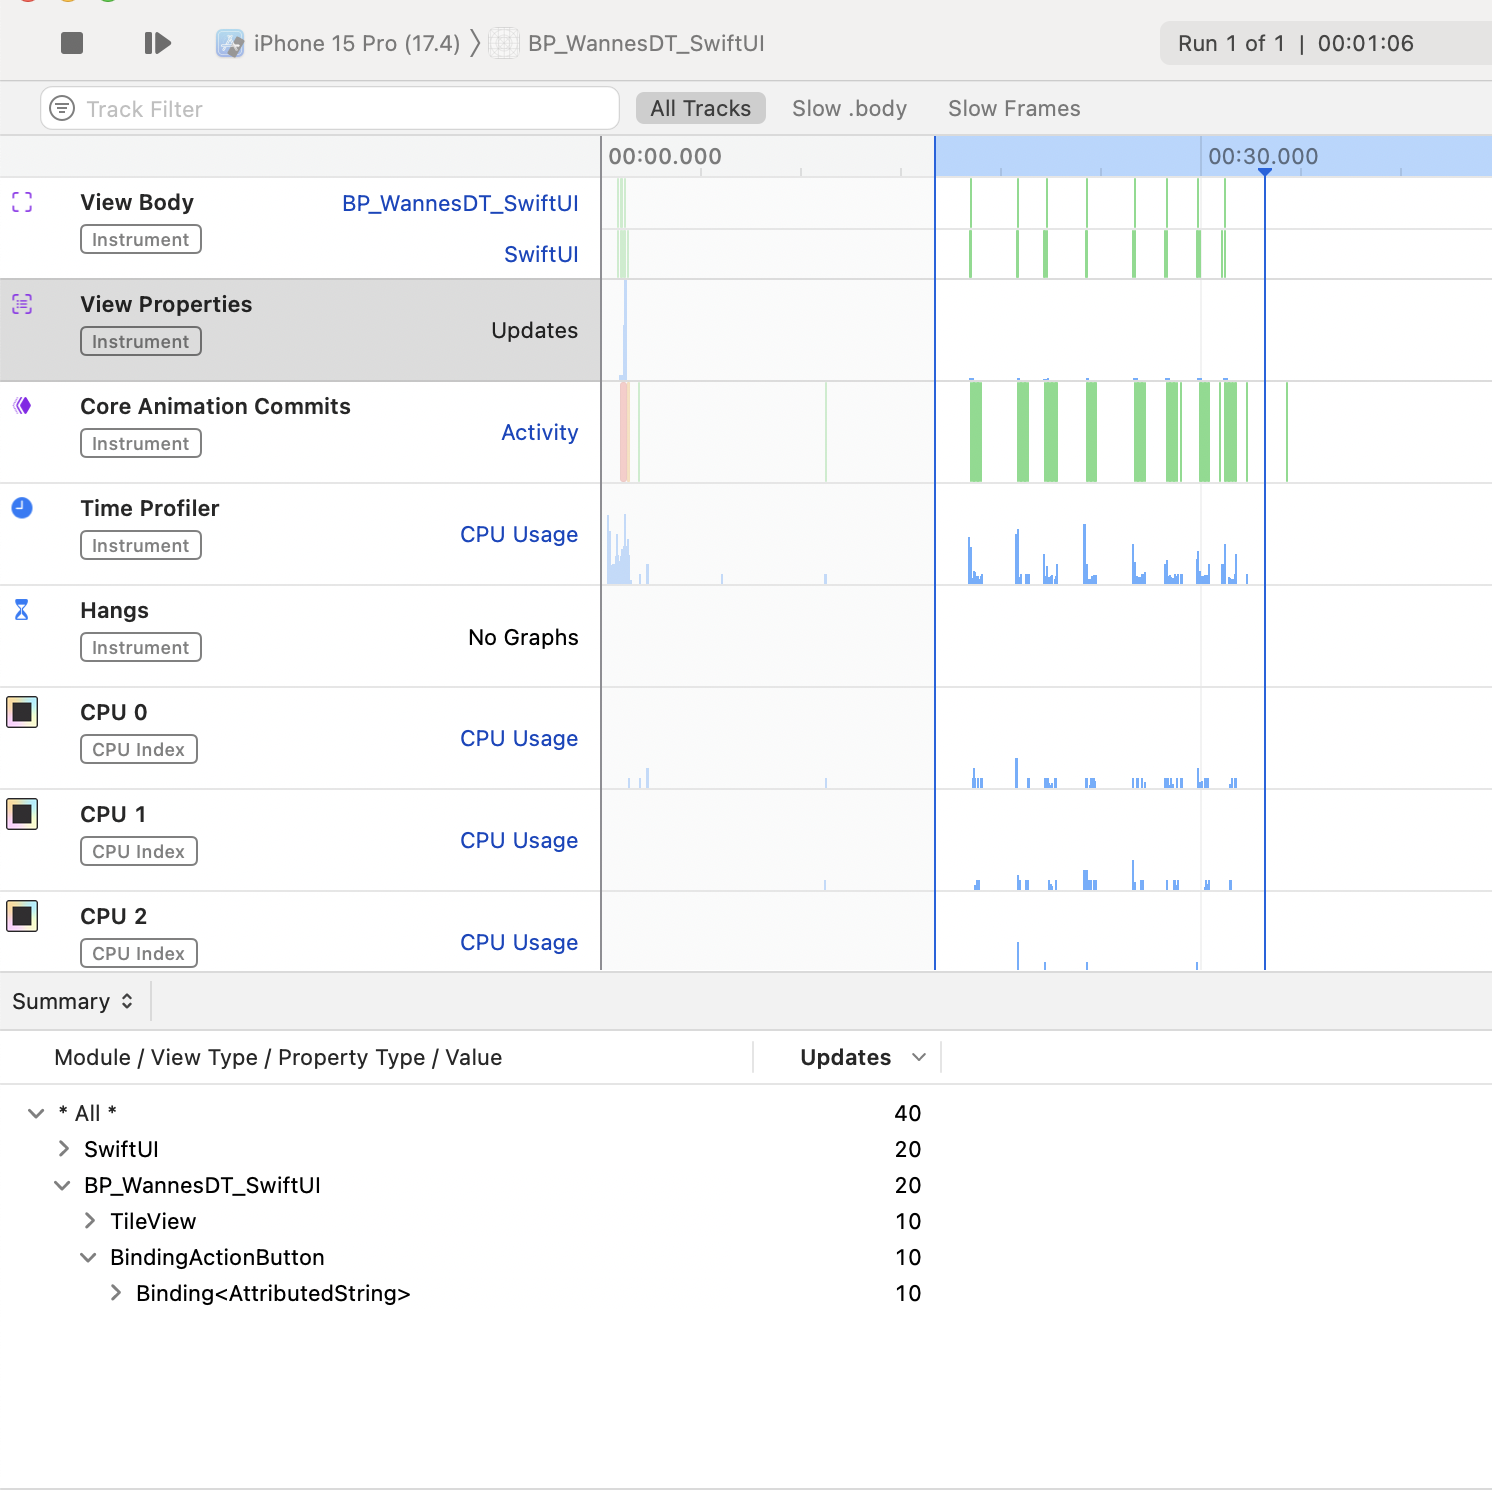 iPhone 15 Pro (17.4) 〉 BP_WannesDT_SwiftUI
Run 1 of 1 | 00:01:06
Track Filter
All Tracks
Slow .body
Slow Frames
00:00.000
00:30.000
View Body
BP_WannesDT_SwiftUI
Instrument
SwiftUI
View Properties
Updates
Instrument
Core Animation Commits
Activity
Instrument
Time Profiler
CPU Usage
Instrument
Hangs
No Graphs
Instrument
CPU 0
CPU Usage
CPU Index
CPU 1
CPU Usage
CPU Index
CPU 2
CPU Usage
CPU Index
Summary
Module / View Type / Property Type / Value
Updates
* All * 40
SwiftUI 20
BP_WannesDT_SwiftUI 20
TileView 10
BindingActionButton 10
Binding<AttributedString> 10